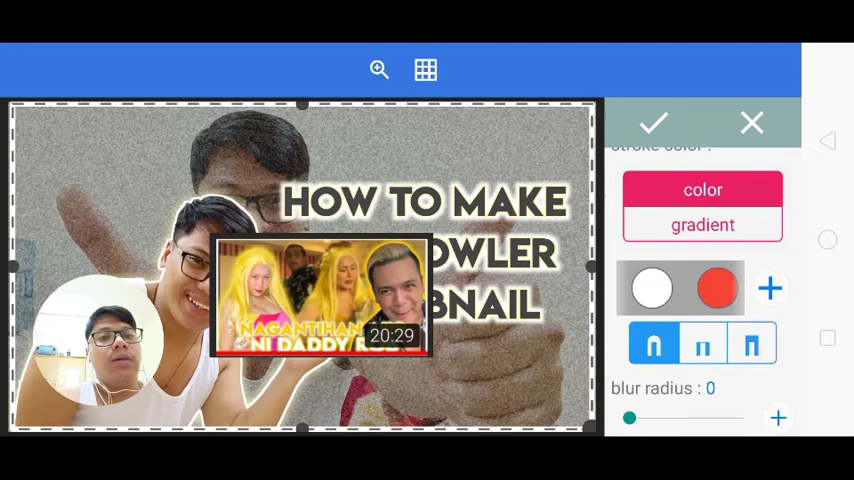 stroke color :
color
gradient
blur radius : 0
HOW TO MAKE
OWLER
BNAIL
NAGANTIHAN
NI DADDY
20:29